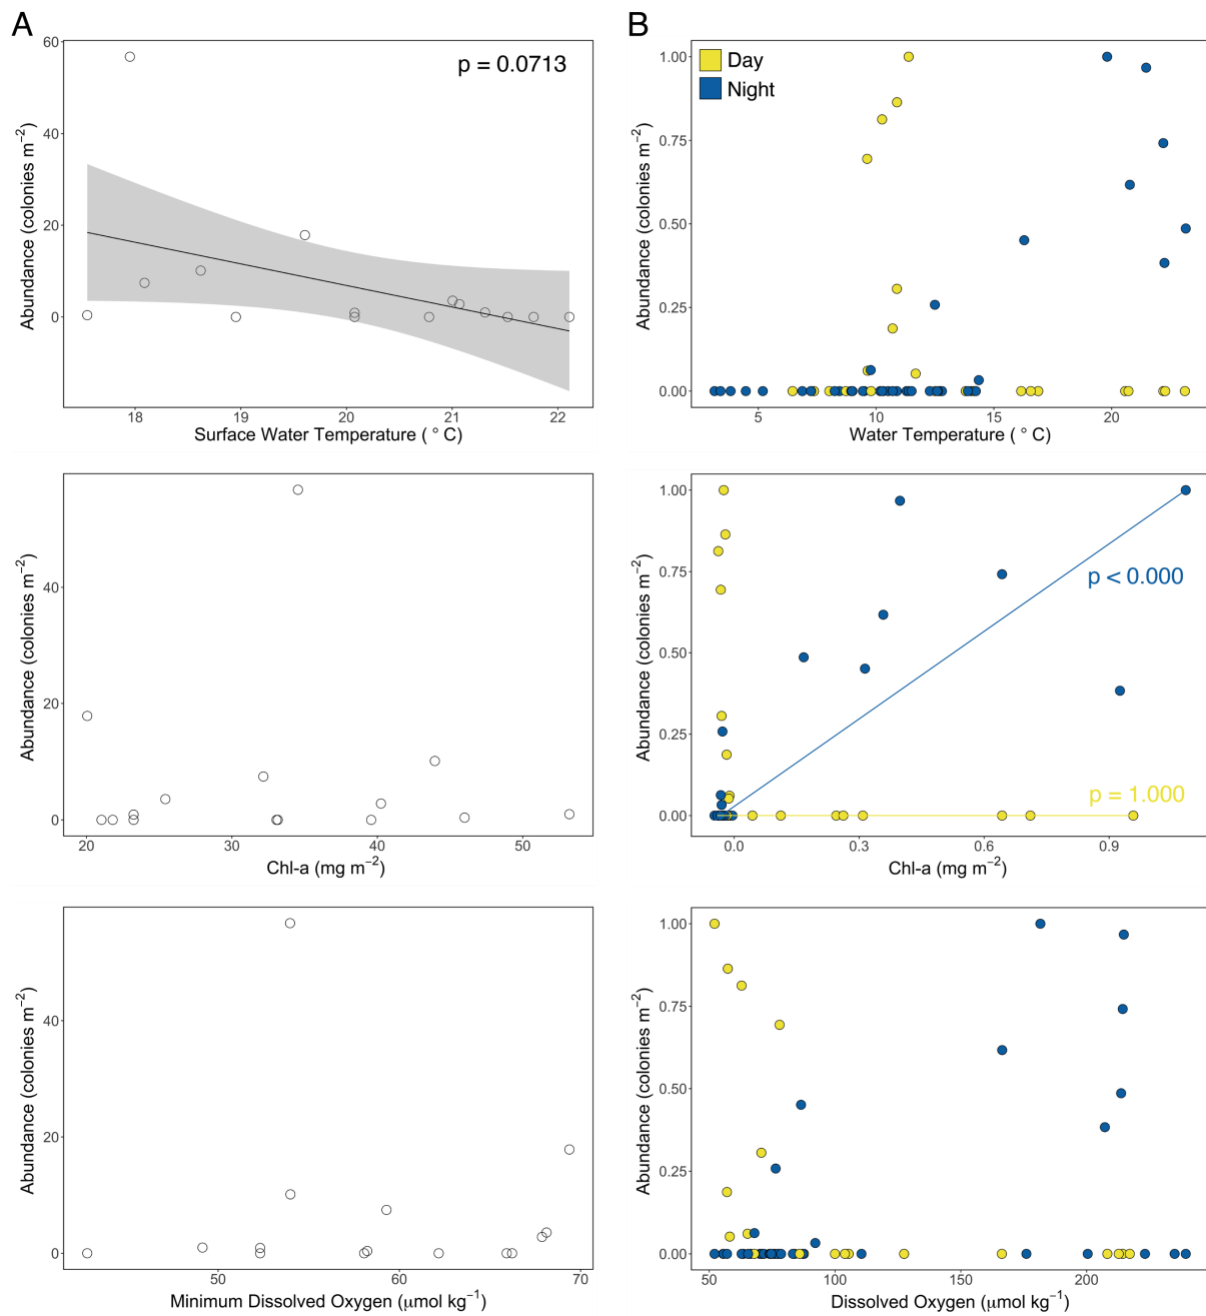 A
60
40
20
0
p = 0.0713
18
19
20
21
22
Surface Water Temperature ( ° C)
Abundance (colonies m⁻²)
B
1.00
0.75
0.50
0.25
0.00
Day
Night
5
10
15
20
Water Temperature ( ° C)
Abundance (colonies m⁻²)
40
20
0
20
30
40
50
Chl-a (mg m⁻²)
Abundance (colonies m⁻²)
1.00
0.75
0.50
0.25
0.00
p < 0.000
p = 1.000
0.0
0.3
0.6
0.9
Chl-a (mg m⁻²)
Abundance (colonies m⁻²)
40
20
0
50
60
70
Minimum Dissolved Oxygen (μmol kg⁻¹)
Abundance (colonies m⁻²)
1.00
0.75
0.50
0.25
0.00
50
100
150
200
Dissolved Oxygen (μmol kg⁻¹)
Abundance (colonies m⁻²)